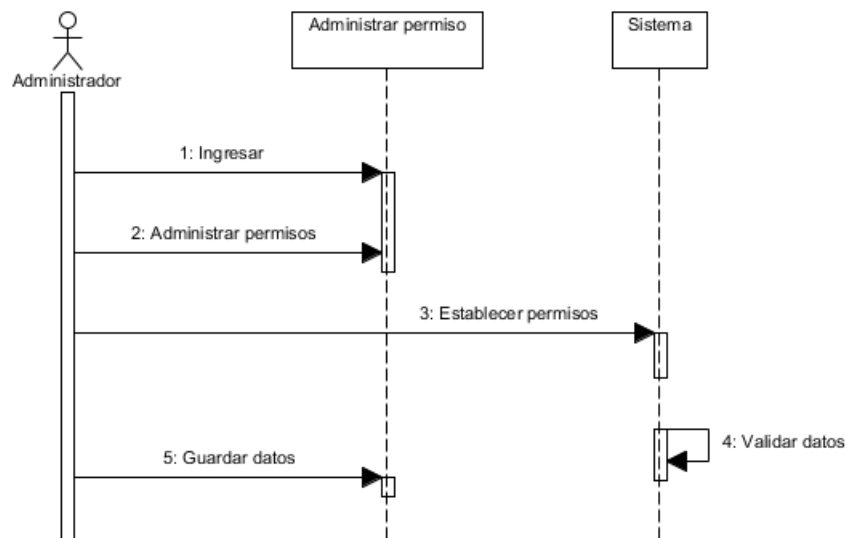 Administrar permiso
Sistema
Administrador
1: Ingresar
2: Administrar permisos
3: Establecer permisos
4: Validar datos
5: Guardar datos